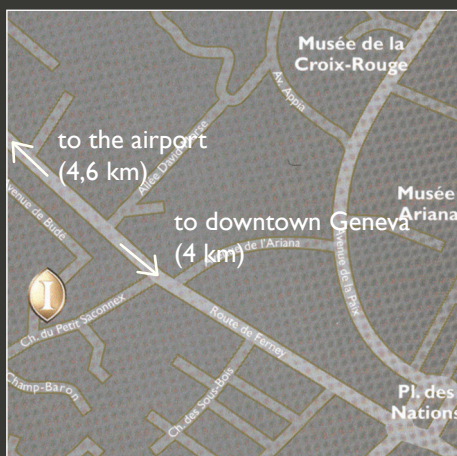 Musée de la
Croix-Rouge
Av. Appia
to the airport
(4,6 km)
Allée David-Morse
Avenue de Budé
Musée
Ariana
to downtown Geneva
(4 km)
de l'Ariana
Avenue de la Paix
I
Ch. du Petit Saconnex
Route de Ferney
Champ-Baron
Ch. des Sous-Bois
Pl. des
Nations